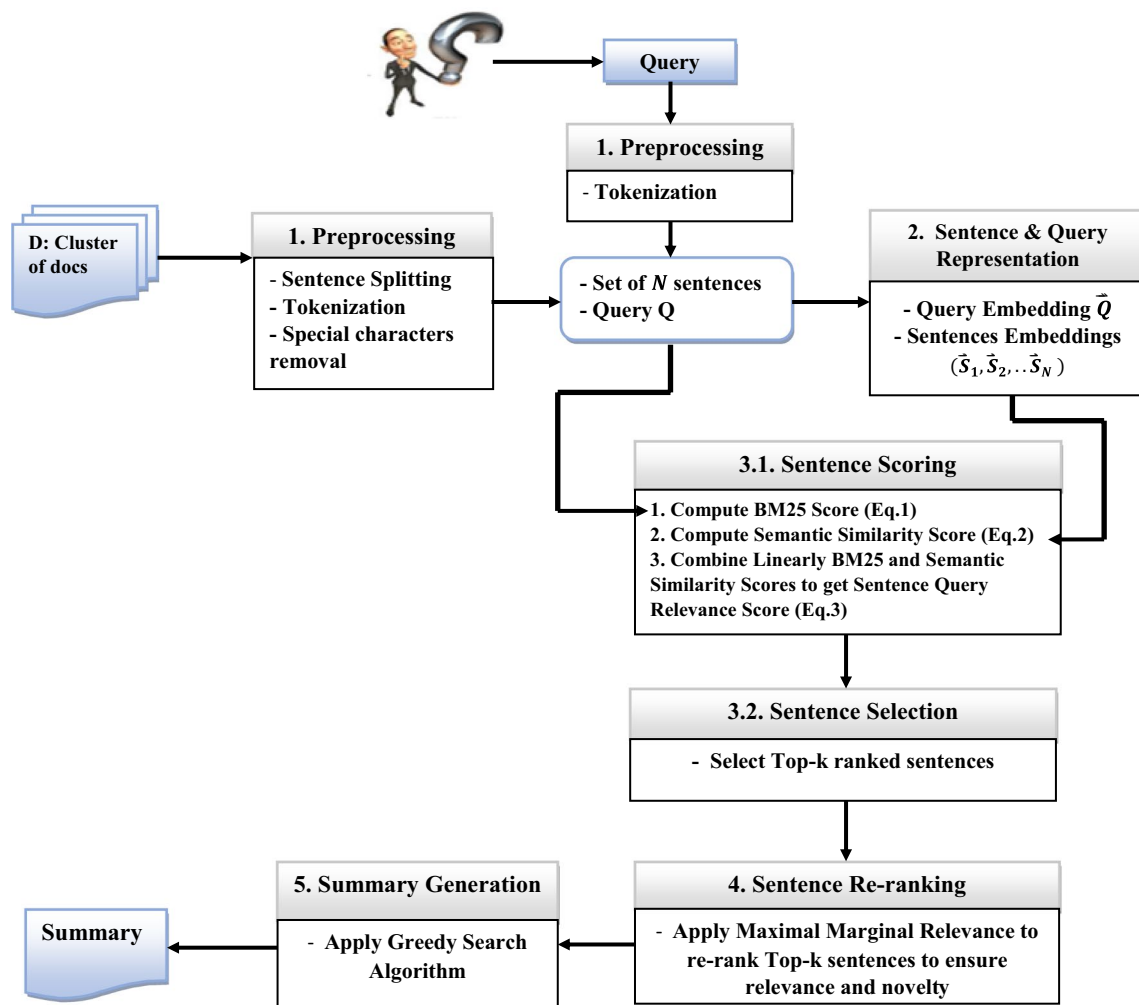 Query
1. Preprocessing
- Tokenization
D: Cluster
of docs
1. Preprocessing
- Sentence Splitting
- Tokenization
- Special characters
removal
- Set of N sentences
- Query Q
2. Sentence & Query
Representation
- Query Embedding Q⃗
- Sentences Embeddings
(S⃗₁, S⃗₂, . . S⃗N )
3.1. Sentence Scoring
1. Compute BM25 Score (Eq.1)
2. Compute Semantic Similarity Score (Eq.2)
3. Combine Linearly BM25 and Semantic
Similarity Scores to get Sentence Query
Relevance Score (Eq.3)
3.2. Sentence Selection
- Select Top-k ranked sentences
4. Sentence Re-ranking
- Apply Maximal Marginal Relevance to
re-rank Top-k sentences to ensure
relevance and novelty
5. Summary Generation
- Apply Greedy Search
Algorithm
Summary